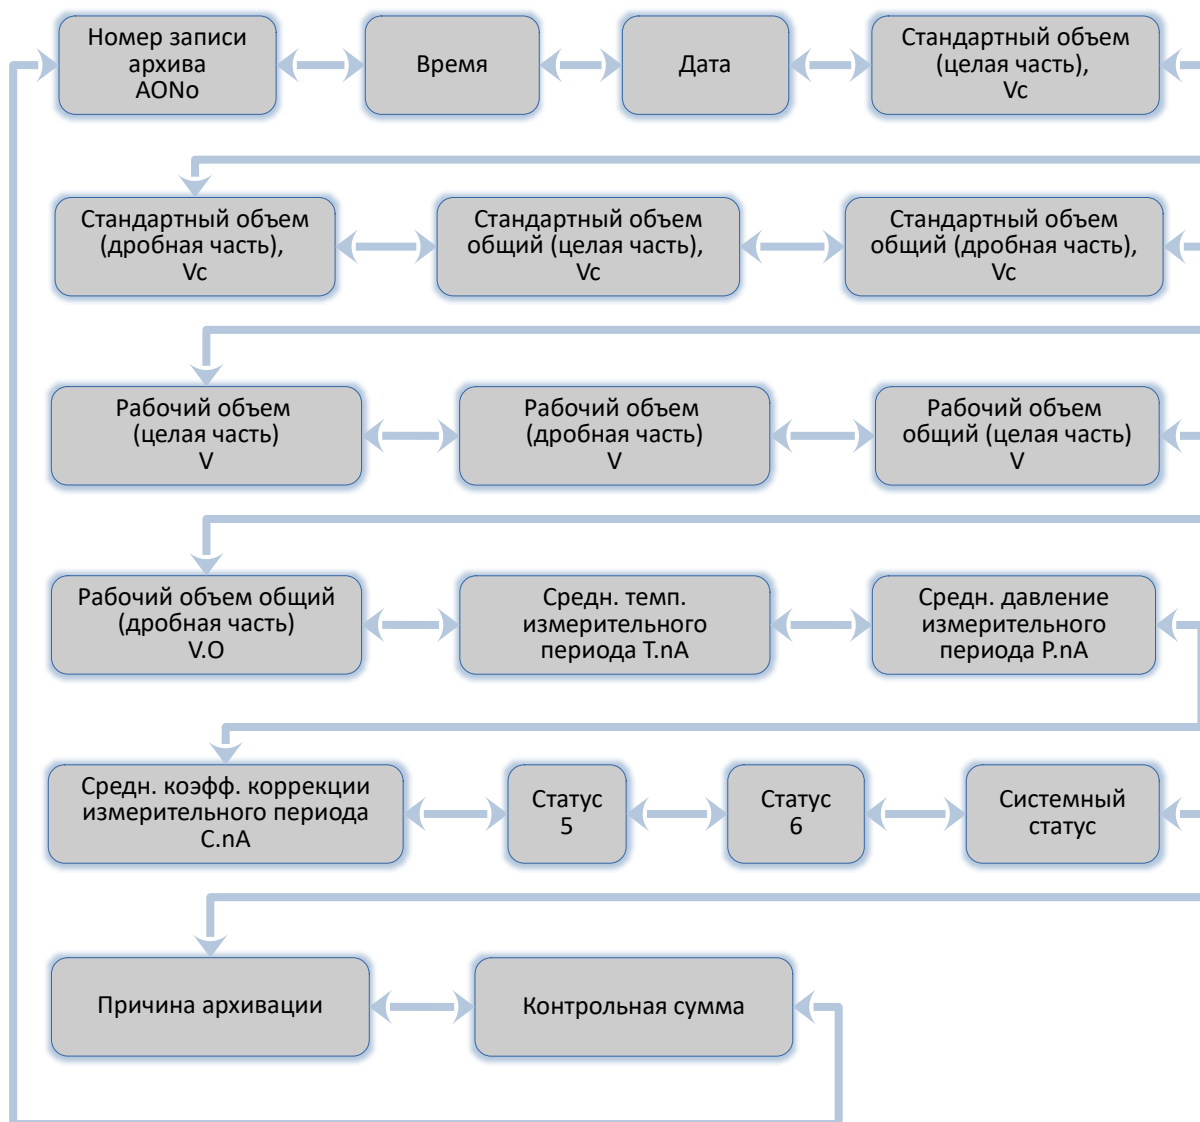 Номер записи
архива
AONo
Время
Дата
Стандартный объем
(целая часть),
Vc
Стандартный объем
(дробная часть),
Vc
Стандартный объем
общий (целая часть),
Vc
Стандартный объем
общий (дробная часть),
Vc
Рабочий объем
(целая часть)
V
Рабочий объем
(дробная часть)
V
Рабочий объем
общий (целая часть)
V
Рабочий объем общий
(дробная часть)
V.O
Средн. темп.
измерительного
периода T.nA
Средн. давление
измерительного
периода P.nA
Средн. коэфф. коррекции
измерительного периода
C.nA
Статус
5
Статус
6
Системный
статус
Причина архивации
Контрольная сумма